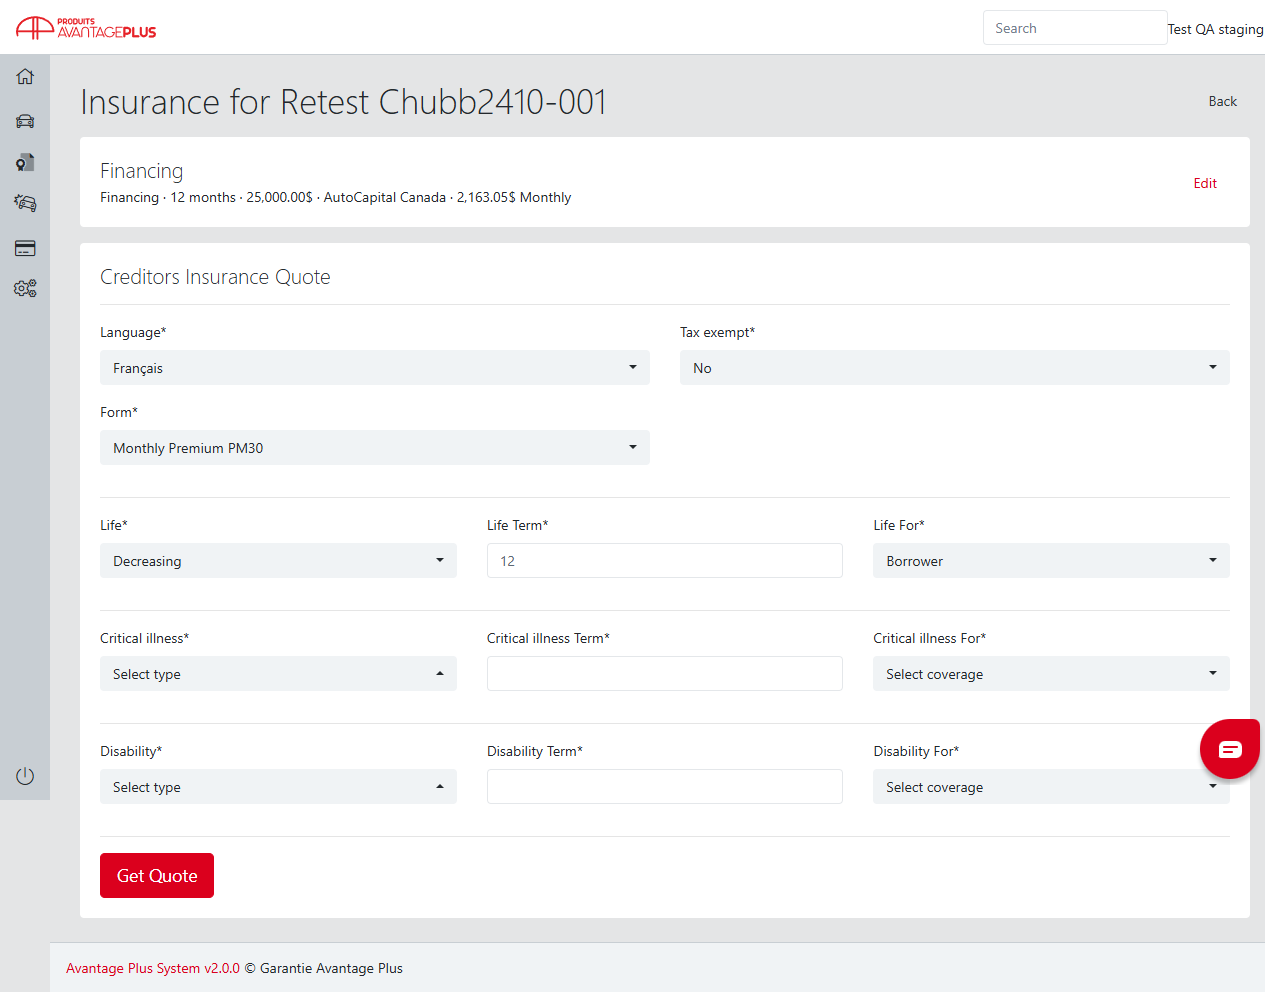 PRODUITS
AVANTAGEPLUS
Search
Test QA staging
Insurance for Retest Chubb2410-001
Back
Financing
Financing · 12 months · 25,000.00$ · AutoCapital Canada · 2,163.05$ Monthly
Edit
Creditors Insurance Quote
Language* Tax exempt*
Français No
Form*
Monthly Premium PM30
Life* Life Term* Life For*
Decreasing 12 Borrower
Critical illness* Critical illness Term* Critical illness For*
Select type Select coverage
Disability* Disability Term* Disability For*
Select type Select coverage
Get Quote
Avantage Plus System v2.0.0 © Garantie Avantage Plus